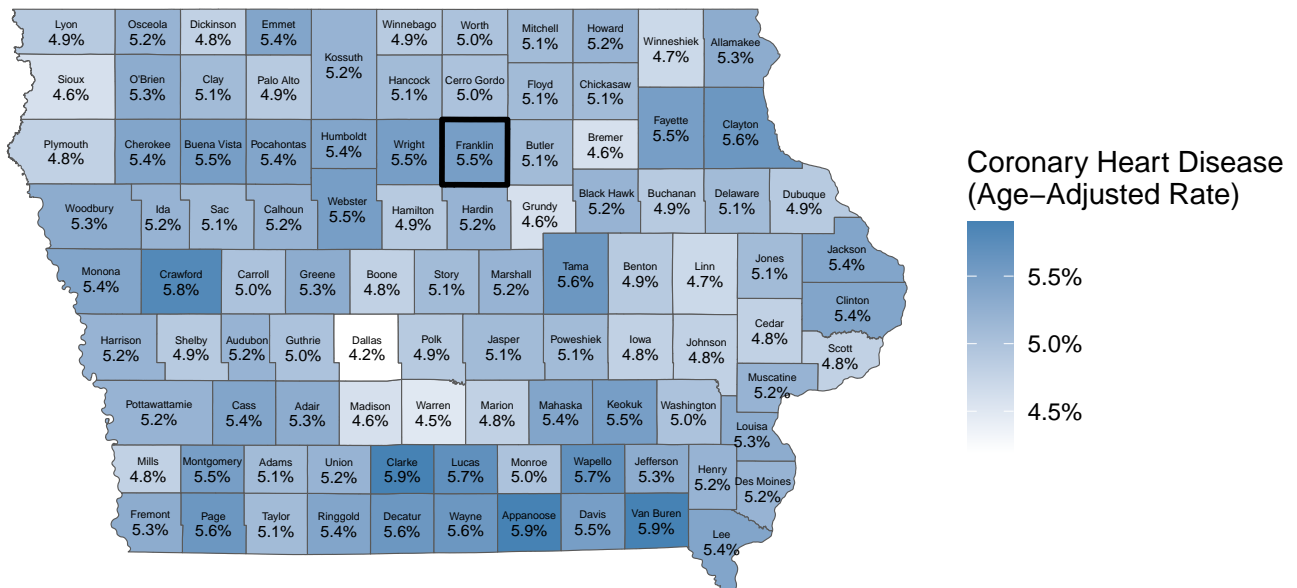 Lyon
4.9%
Osceola
5.2%
Dickinson
4.8%
Emmet
5.4%
Kossuth
5.2%
Winnebago
4.9%
Worth
5.0%
Mitchell
5.1%
Howard
5.2%
Winneshiek
4.7%
Allamakee
5.3%
Sioux
4.6%
O'Brien
5.3%
Clay
5.1%
Palo Alto
4.9%
Hancock
5.1%
Cerro Gordo
5.0%
Floyd
5.1%
Chickasaw
5.1%
Fayette
5.5%
Clayton
5.6%
Plymouth
4.8%
Cherokee
5.4%
Buena Vista
5.5%
Pocahontas
5.4%
Humboldt
5.4%
Wright
5.5%
Franklin
5.5%
Butler
5.1%
Bremer
4.6%
Woodbury
5.3%
Ida
5.2%
Sac
5.1%
Calhoun
5.2%
Webster
5.5%
Hamilton
4.9%
Hardin
5.2%
Grundy
4.6%
Black Hawk
5.2%
Buchanan
4.9%
Delaware
5.1%
Dubuque
4.9%
Monona
5.4%
Crawford
5.8%
Carroll
5.0%
Greene
5.3%
Boone
4.8%
Story
5.1%
Marshall
5.2%
Tama
5.6%
Benton
4.9%
Linn
4.7%
Jones
5.1%
Jackson
5.4%
Clinton
5.4%
Harrison
5.2%
Shelby
4.9%
Audubon
5.2%
Guthrie
5.0%
Dallas
4.2%
Polk
4.9%
Jasper
5.1%
Poweshiek
5.1%
Iowa
4.8%
Johnson
4.8%
Cedar
4.8%
Scott
4.8%
Muscatine
5.2%
Pottawattamie
5.2%
Cass
5.4%
Adair
5.3%
Madison
4.6%
Warren
4.5%
Marion
4.8%
Mahaska
5.4%
Keokuk
5.5%
Washington
5.0%
Louisa
5.3%
Mills
4.8%
Montgomery
5.5%
Adams
5.1%
Union
5.2%
Clarke
5.9%
Lucas
5.7%
Monroe
5.0%
Wapello
5.7%
Jefferson
5.3%
Henry
5.2%
Des Moines
5.2%
Fremont
5.3%
Page
5.6%
Taylor
5.1%
Ringgold
5.4%
Decatur
5.6%
Wayne
5.6%
Appanoose
5.9%
Davis
5.5%
Van Buren
5.9%
Lee
5.4%
Coronary Heart Disease
(Age−Adjusted Rate)
5.5%
5.0%
4.5%